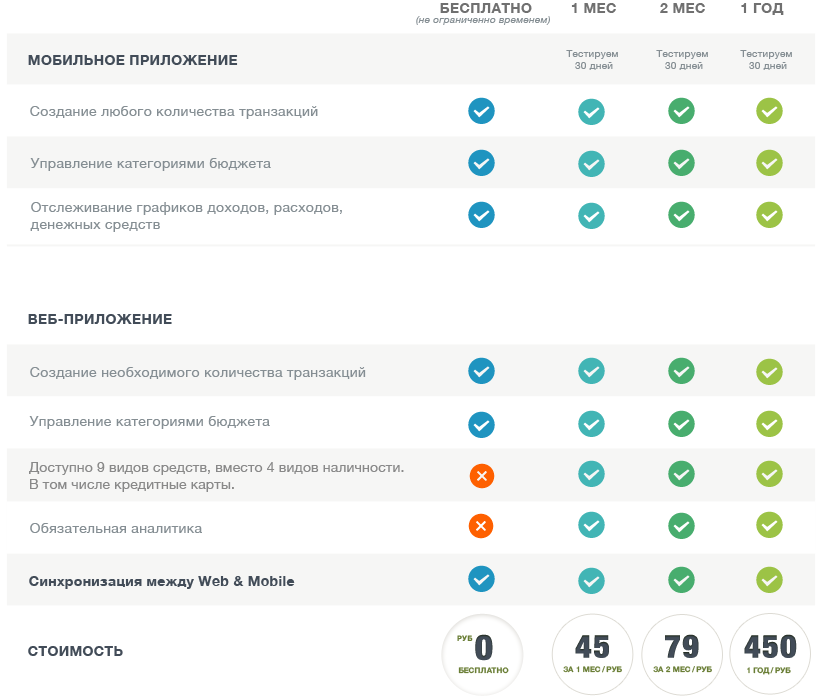 БЕСПЛАТНО 1 МЕС 2 МЕС 1 ГОД
(не ограниченно временем)
МОБИЛЬНОЕ ПРИЛОЖЕНИЕ
Тестируем Тестируем Тестируем
30 дней 30 дней 30 дней
Создание любого количества транзакций
Управление категориями бюджета
Отслеживание графиков доходов, расходов,
денежных средств
ВЕБ-ПРИЛОЖЕНИЕ
Создание необходимого количества транзакций
Управление категориями бюджета
Доступно 9 видов средств, вместо 4 видов наличности.
В том числе кредитные карты.
Обязательная аналитика
Синхронизация между Web & Mobile
СТОИМОСТЬ
РУБ 0 45 79 450
БЕСПЛАТНО ЗА 1 МЕС / РУБ ЗА 2 МЕС / РУБ 1 ГОД / РУБ